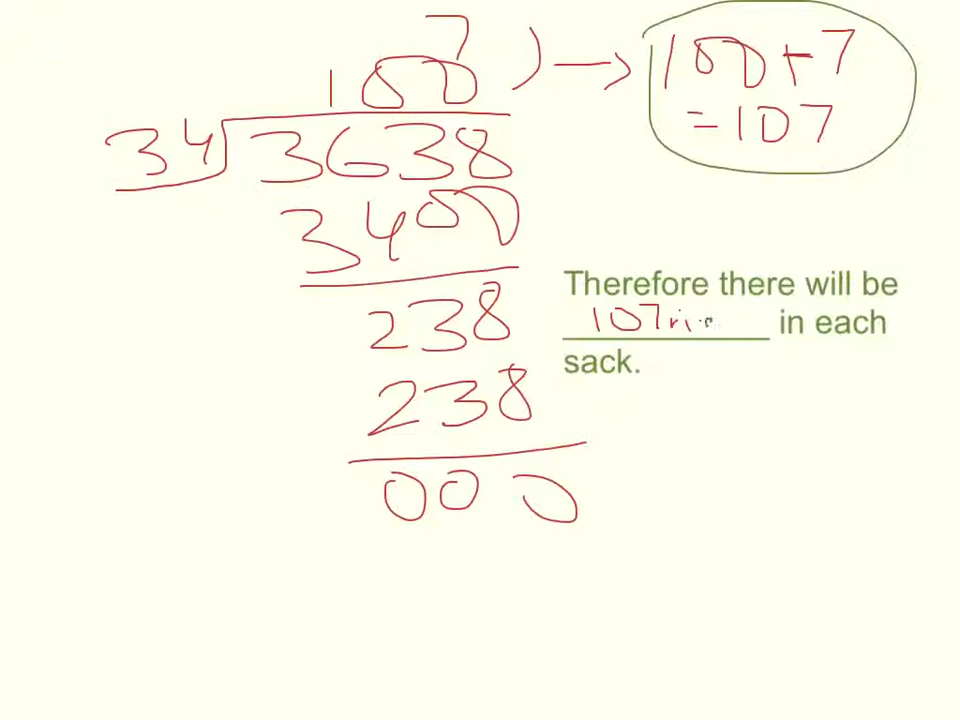 7
100 ) → 100 + 7
= 107
34 3638
3400
238
238
000
Therefore there will be
107 in each
sack.